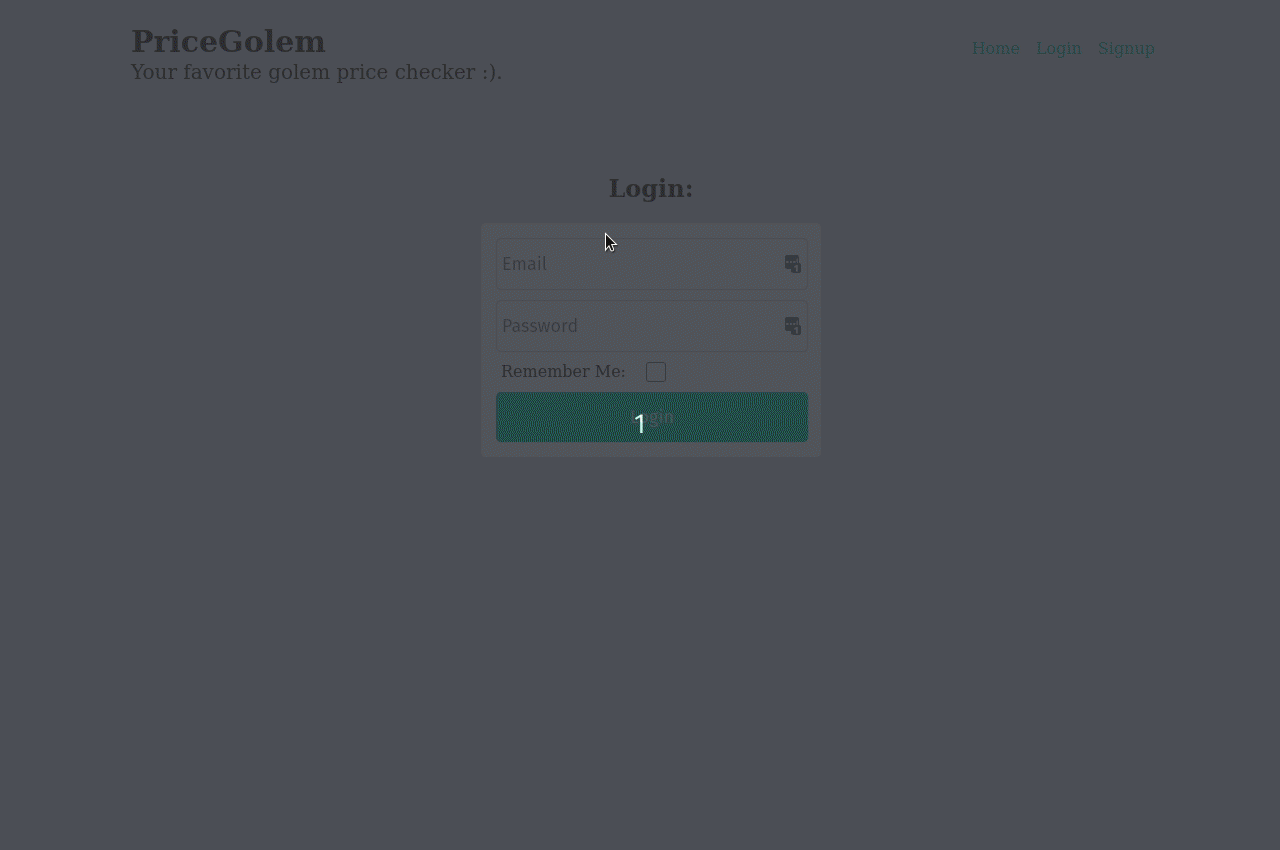 PriceGolem
Your favorite golem price checker :).
Home Login Signup
Login:
Email
Password
Remember Me:
Login
1